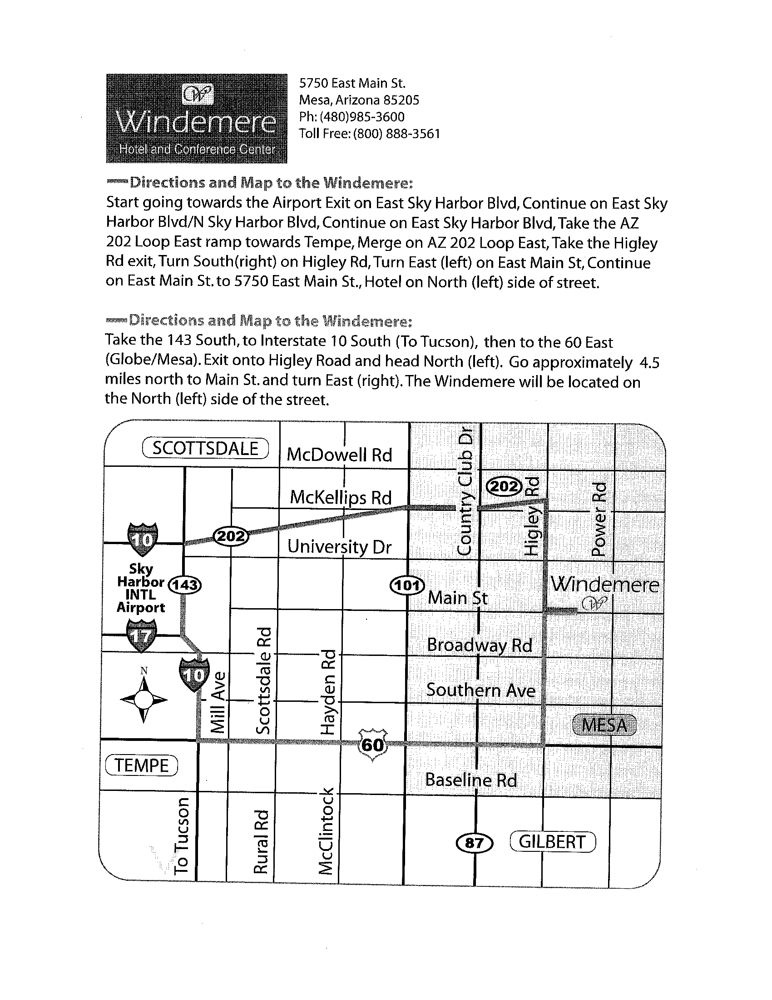 W
Windemere
Hotel and Conference Center
5750 East Main St.
Mesa, Arizona 85205
Ph: (480)985-3600
Toll Free: (800) 888-3561
Directions and Map to the Windemere:
Start going towards the Airport Exit on East Sky Harbor Blvd, Continue on East Sky
Harbor Blvd/N Sky Harbor Blvd, Continue on East Sky Harbor Blvd, Take the AZ
202 Loop East ramp towards Tempe, Merge on AZ 202 Loop East, Take the Higley
Rd exit, Turn South(right) on Higley Rd, Turn East (left) on East Main St, Continue
on East Main St. to 5750 East Main St., Hotel on North (left) side of street.
Directions and Map to the Windemere:
Take the 143 South, to Interstate 10 South (To Tucson), then to the 60 East
(Globe/Mesa). Exit onto Higley Road and head North (left). Go approximately 4.5
miles north to Main St. and turn East (right). The Windemere will be located on
the North (left) side of the street.
SCOTTSDALE
McDowell Rd
Country Club Dr
202
Higley Rd
Power Rd
McKellips Rd
10
202
University Dr
Sky
Harbor
INTL
Airport
143
101
Main St
Windemere
W
17
Broadway Rd
N
10
Mill Ave
Scottsdale Rd
Hayden Rd
Southern Ave
MESA
60
TEMPE
Baseline Rd
To Tucson
Rural Rd
McClintock
87
GILBERT